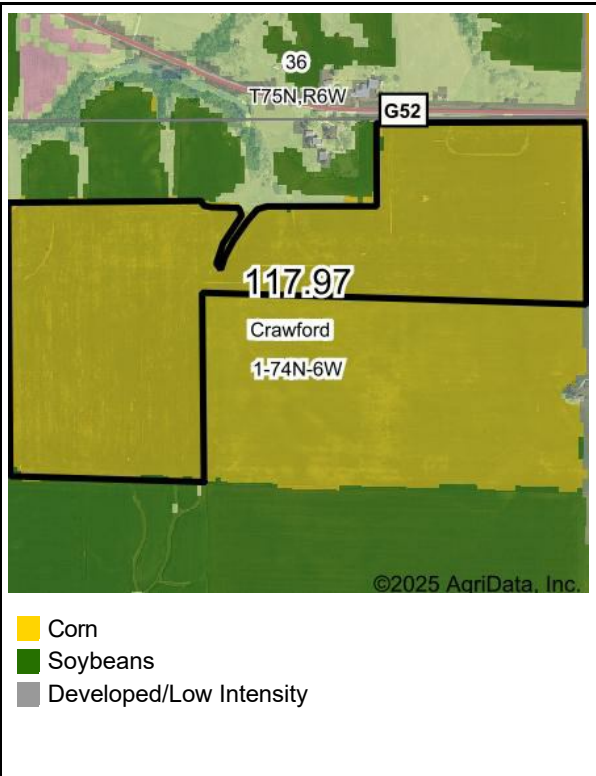 36
T75N,R6W
G52
117.97
Crawford
1-74N-6W
©2025 AgriData, Inc.
Corn
Soybeans
Developed/Low Intensity